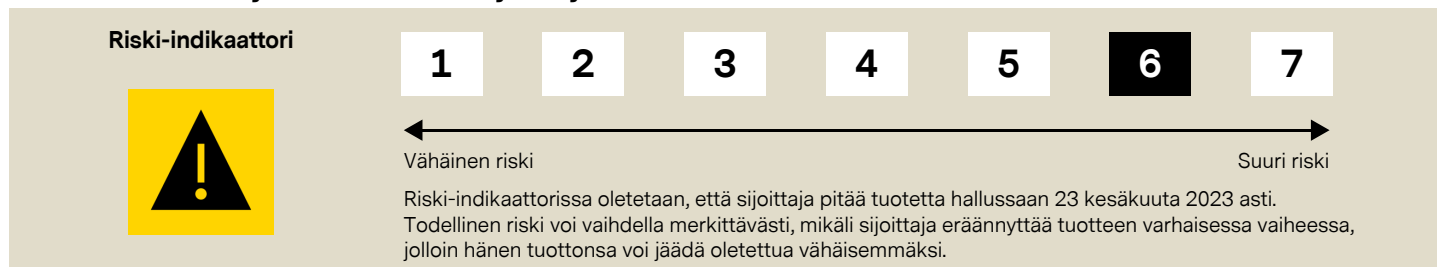 Riski-indikaattori
1 2 3 4 5 6 7
Vähäinen riski Suuri riski
Riski-indikaattorissa oletetaan, että sijoittaja pitää tuotetta hallussaan 23 kesäkuuta 2023 asti.
Todellinen riski voi vaihdella merkittävästi, mikäli sijoittaja eräännyttää tuotteen varhaisessa vaiheessa,
jolloin hänen tuottonsa voi jäädä oletettua vähäisemmäksi.